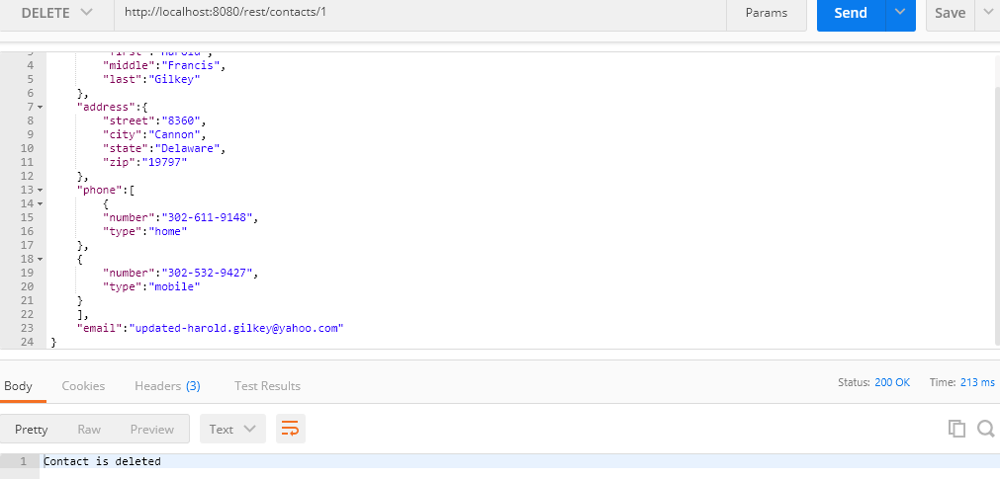 DELETE http://localhost:8080/rest/contacts/1 Params Send Save
4 "middle":"Francis",
5 "last":"Gilkey"
6 },
7 "address":{
8 "street":"8360",
9 "city":"Cannon",
10 "state":"Delaware",
11 "zip":"19797"
12 },
13 "phone":[
14 {
15 "number":"302-611-9148",
16 "type":"home"
17 },
18 {
19 "number":"302-532-9427",
20 "type":"mobile"
21 }
22 ],
23 "email":"updated-harold.gilkey@yahoo.com"
24 }
Body Cookies Headers (3) Test Results Status: 200 OK Time: 213 ms
Pretty Raw Preview Text
1 Contact is deleted